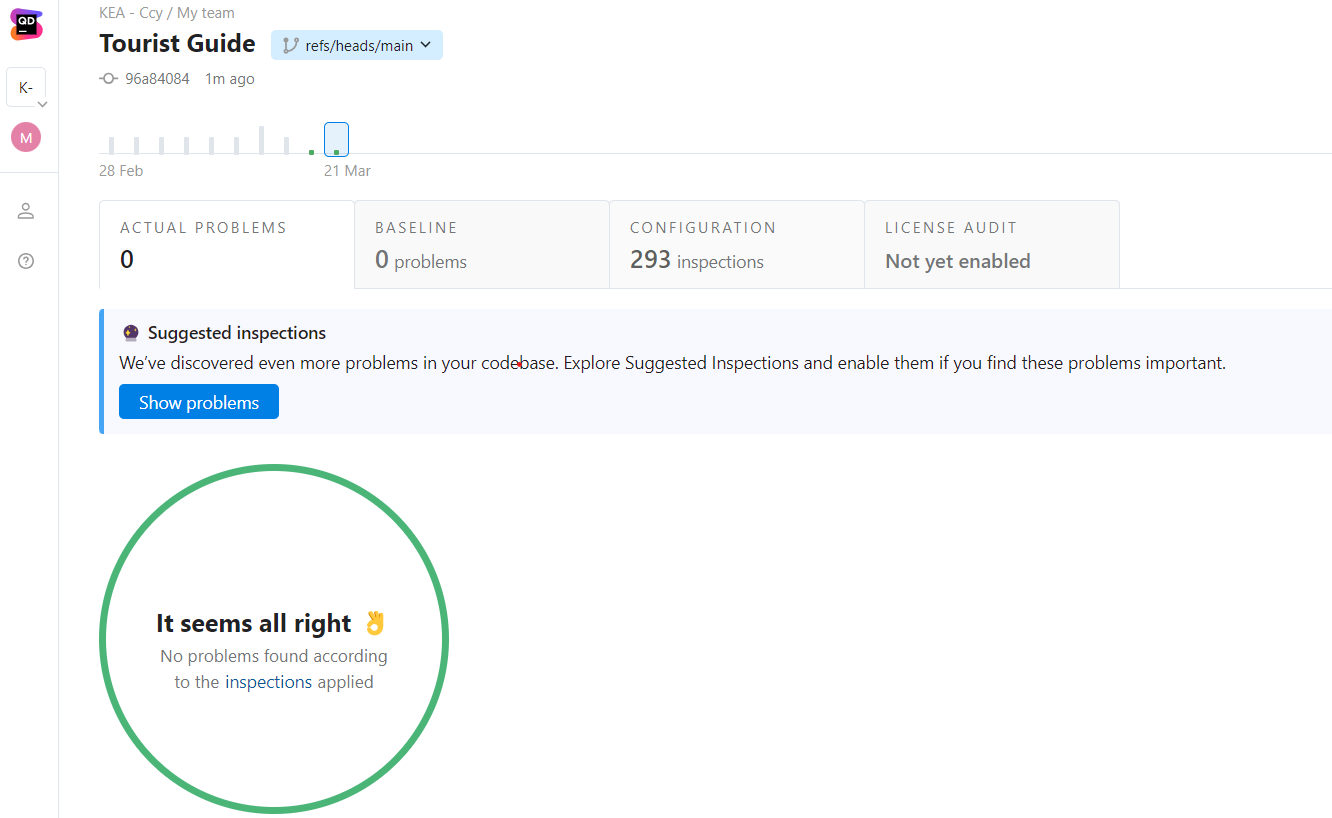 QD
KEA - Ccy / My team
Tourist Guide refs/heads/main
96a84084 1m ago
K-
M
28 Feb 21 Mar
ACTUAL PROBLEMS
0
BASELINE
0 problems
CONFIGURATION
293 inspections
LICENSE AUDIT
Not yet enabled
Suggested inspections
We’ve discovered even more problems in your codebase. Explore Suggested Inspections and enable them if you find these problems important.
Show problems
It seems all right 👌
No problems found according
to the inspections applied